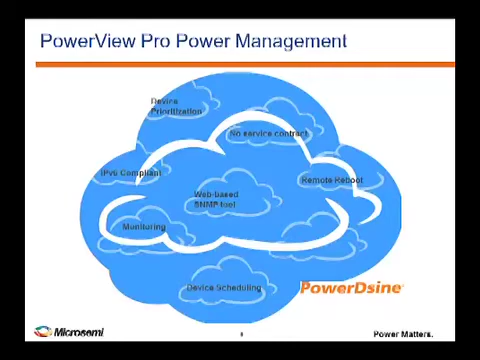 PowerView Pro Power Management
Device
Prioritization
No service contract
IPv6 Compliant
Remote Reboot
Web-based
SNMP tool
Monitoring
Device Scheduling
PowerDsine
Microsemi
Power Matters.